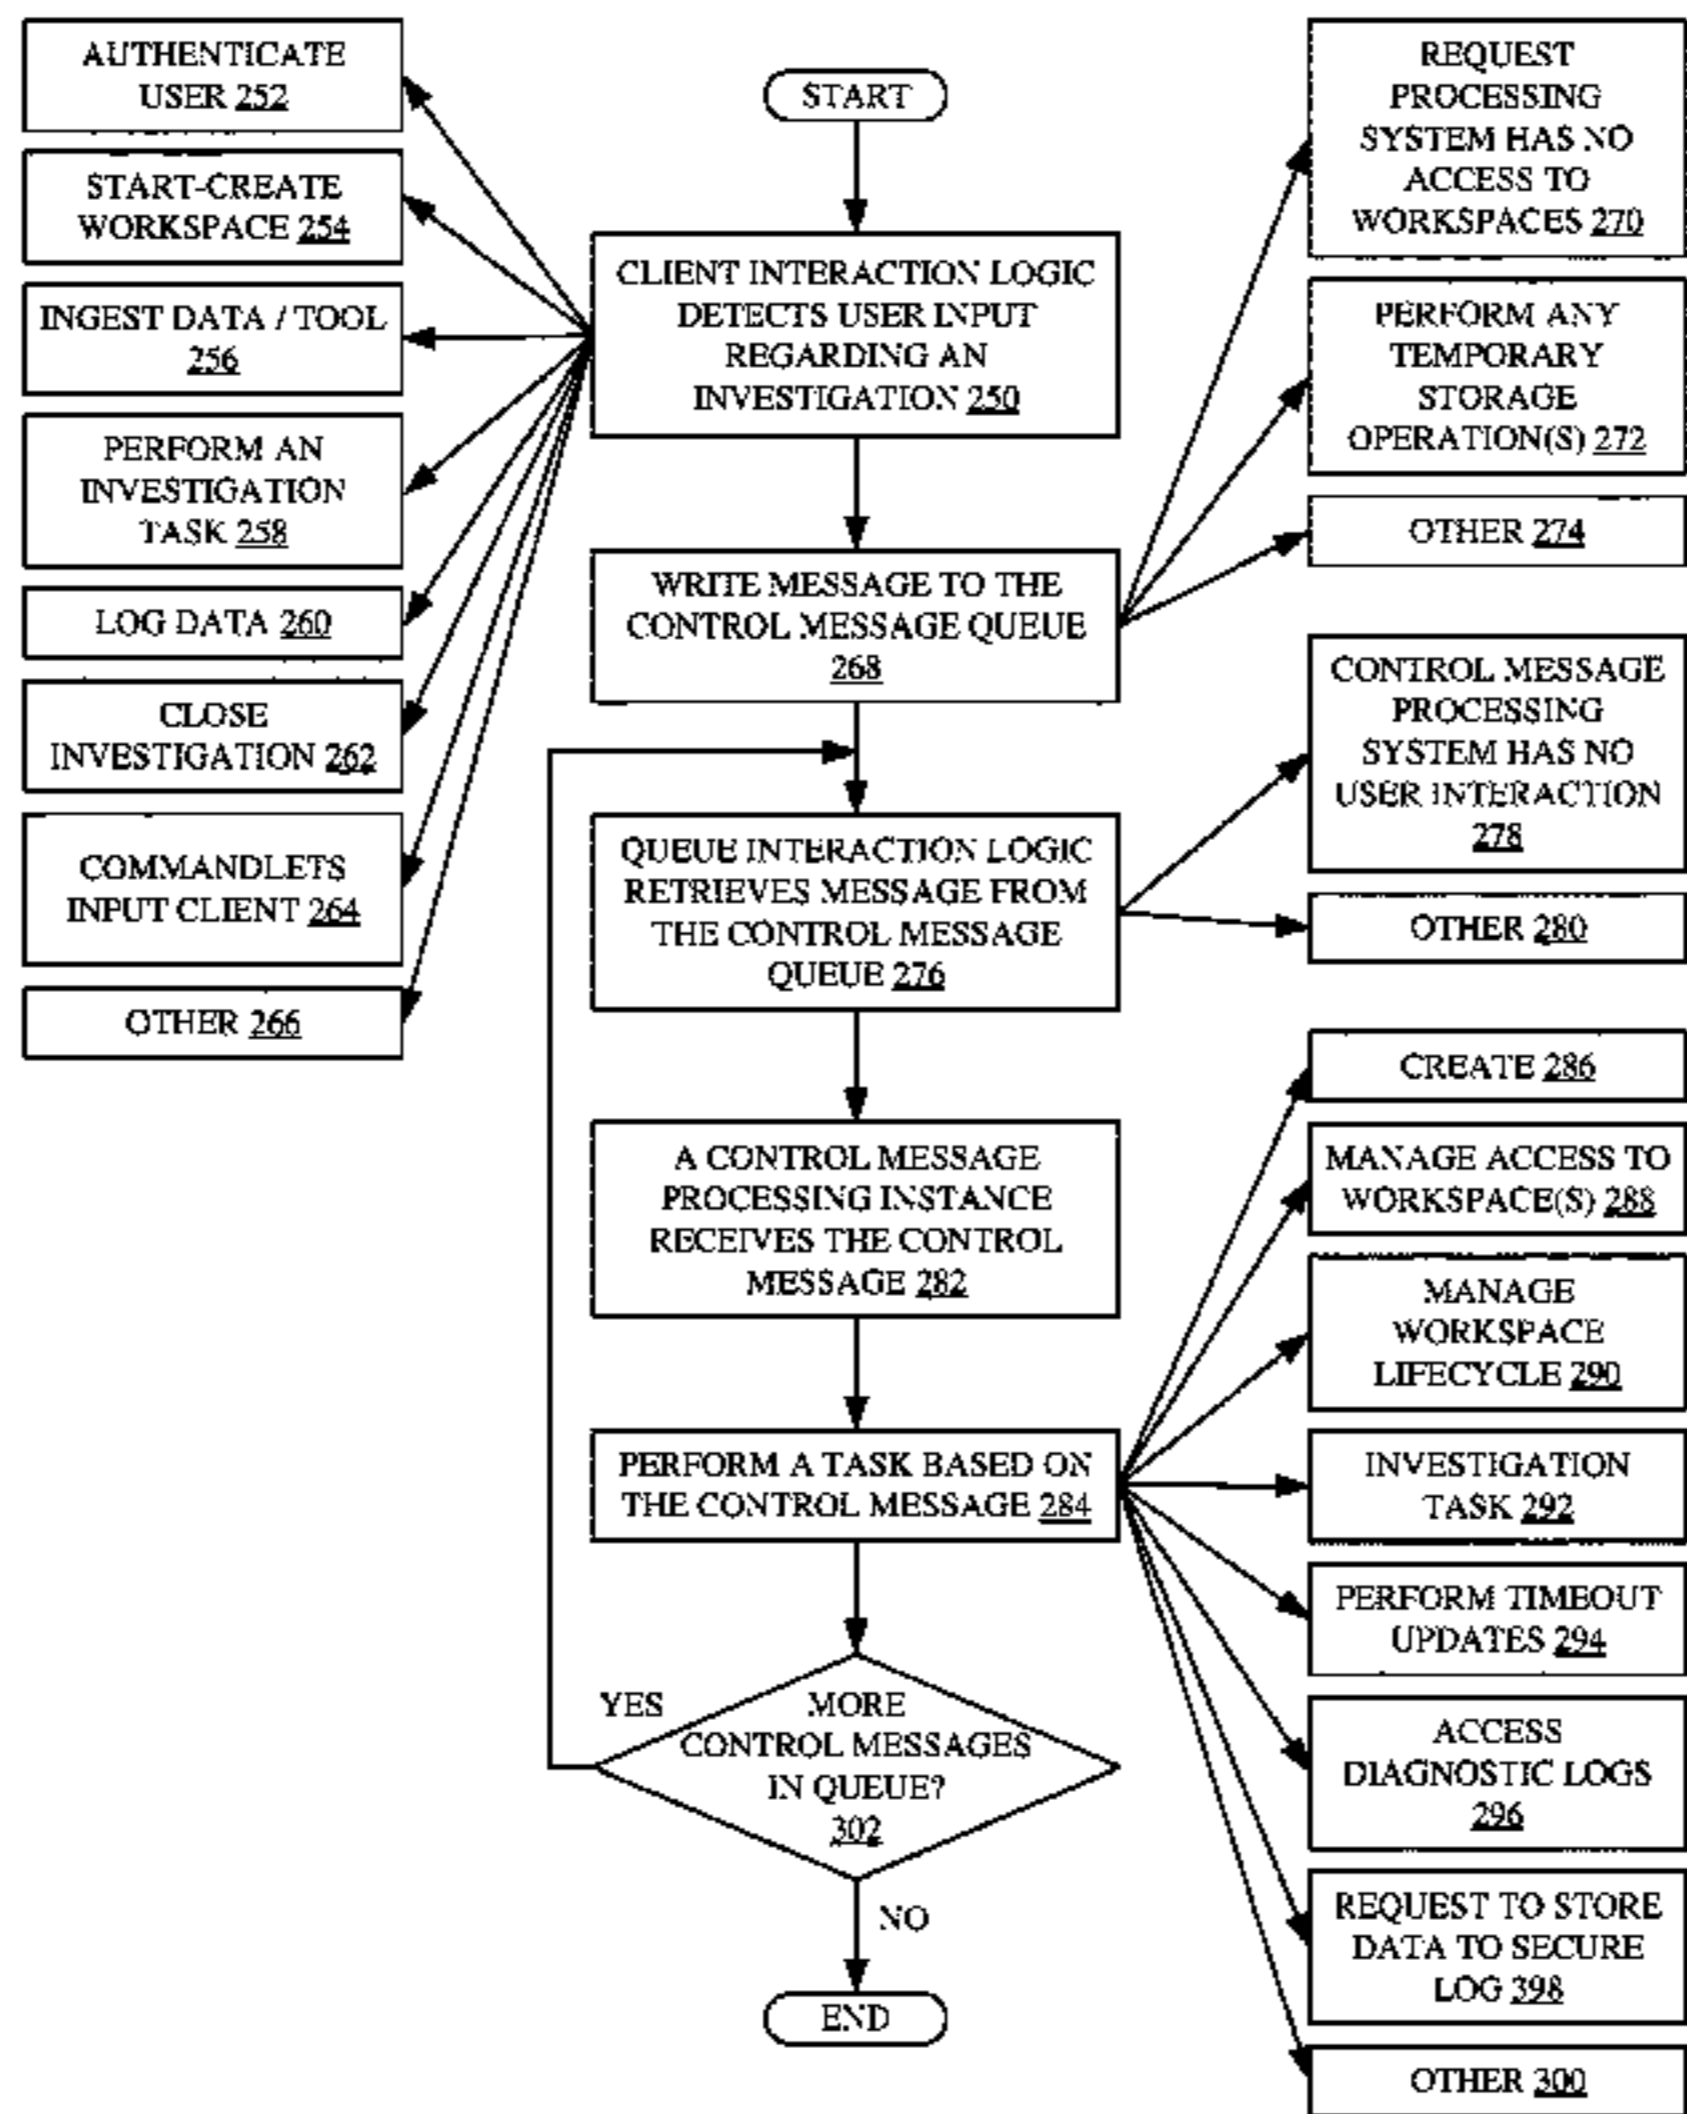 AUTHENTICATE
USER 252
START-CREATE
WORKSPACE 254
INGEST DATA / TOOL
256
PERFORM AN
INVESTIGATION
TASK 258
LOG DATA 260
CLOSE
INVESTIGATION 262
COMMANDLETS
INPUT CLIENT 264
OTHER 266
START
CLIENT INTERACTION LOGIC
DETECTS USER INPUT
REGARDING AN
INVESTIGATION 250
WRITE MESSAGE TO THE
CONTROL MESSAGE QUEUE
268
QUEUE INTERACTION LOGIC
RETRIEVES MESSAGE FROM
THE CONTROL MESSAGE
QUEUE 276
A CONTROL MESSAGE
PROCESSING INSTANCE
RECEIVES THE CONTROL
MESSAGE 282
PERFORM A TASK BASED ON
THE CONTROL MESSAGE 284
YES
MORE
CONTROL MESSAGES
IN QUEUE?
302
NO
END
REQUEST
PROCESSING
SYSTEM HAS NO
ACCESS TO
WORKSPACES 270
PERFORM ANY
TEMPORARY
STORAGE
OPERATION(S) 272
OTHER 274
CONTROL MESSAGE
PROCESSING
SYSTEM HAS NO
USER INTERACTION
278
OTHER 280
CREATE 286
MANAGE ACCESS TO
WORKSPACE(S) 288
MANAGE
WORKSPACE
LIFECYCLE 290
INVESTIGATION
TASK 292
PERFORM TIMEOUT
UPDATES 294
ACCESS
DIAGNOSTIC LOGS
296
REQUEST TO STORE
DATA TO SECURE
LOG 398
OTHER 300